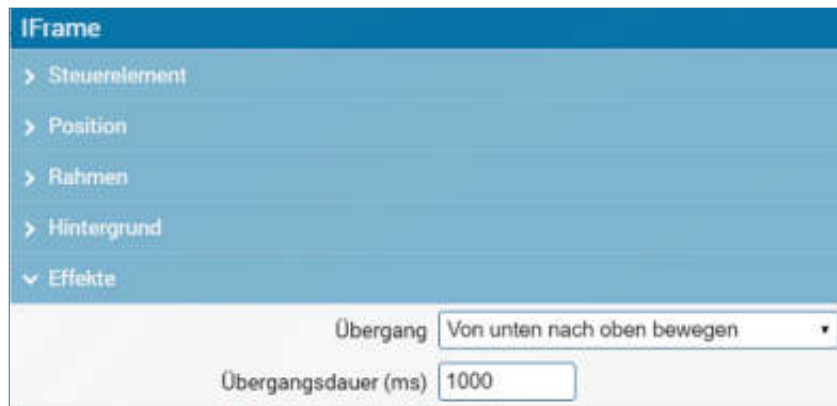 IFrame
Steuerelement
Position
Rahmen
Hintergrund
Effekte
Übergang Von unten nach oben bewegen
Übergangsdauer (ms) 1000